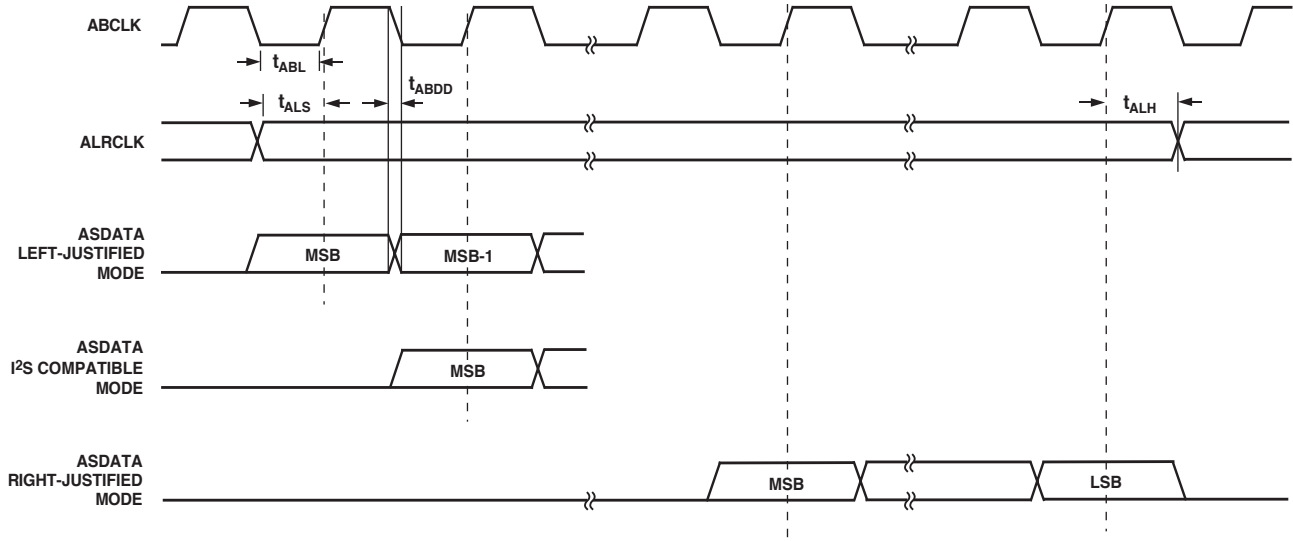 ABCLK
tABL
tABDD
tALS
tALH
ALRCLK
ASDATA
LEFT-JUSTIFIED
MODE
MSB
MSB-1
ASDATA
I²S COMPATIBLE
MODE
MSB
ASDATA
RIGHT-JUSTIFIED
MODE
MSB
LSB